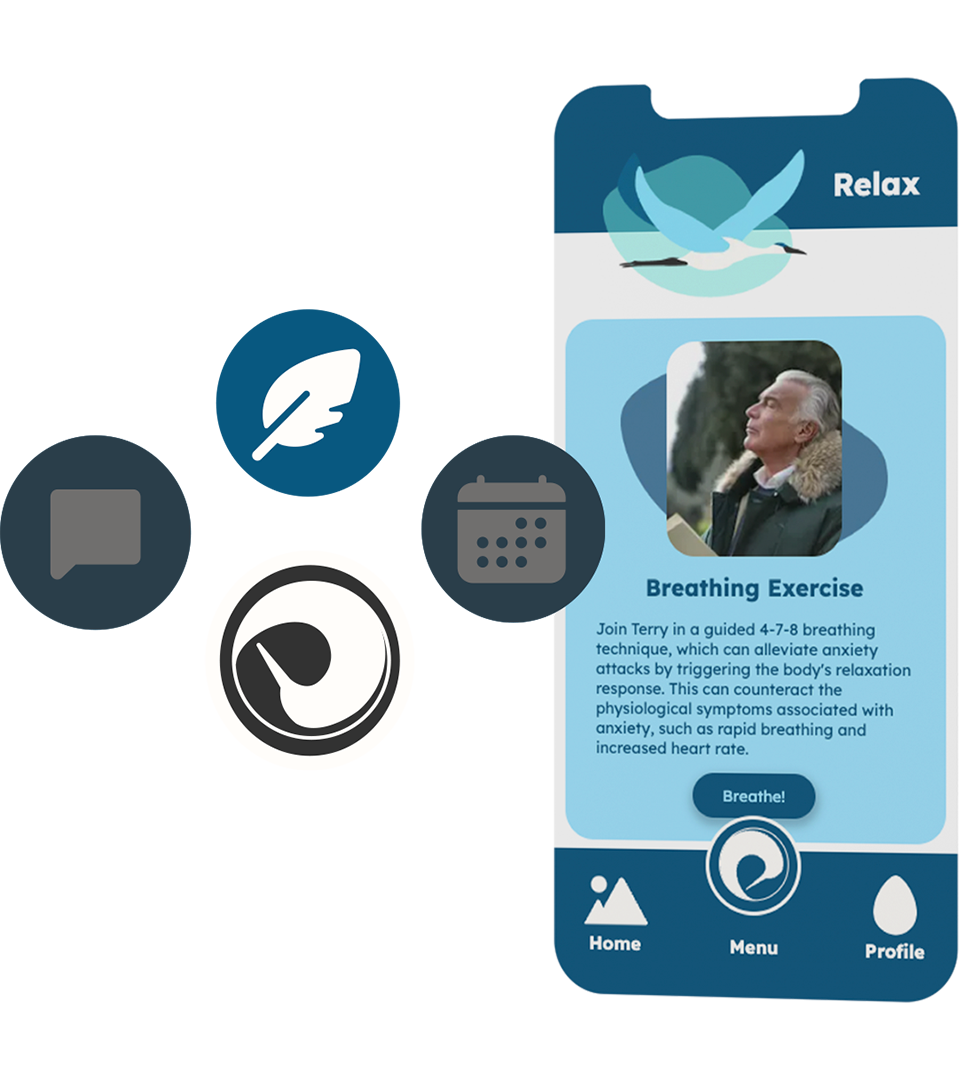 Relax
Breathing Exercise
Join Terry in a guided 4-7-8 breathing
technique, which can alleviate anxiety
attacks by triggering the body's relaxation
response. This can counteract the
physiological symptoms associated with
anxiety, such as rapid breathing and
increased heart rate.
Breathe!
Home
Menu
Profile